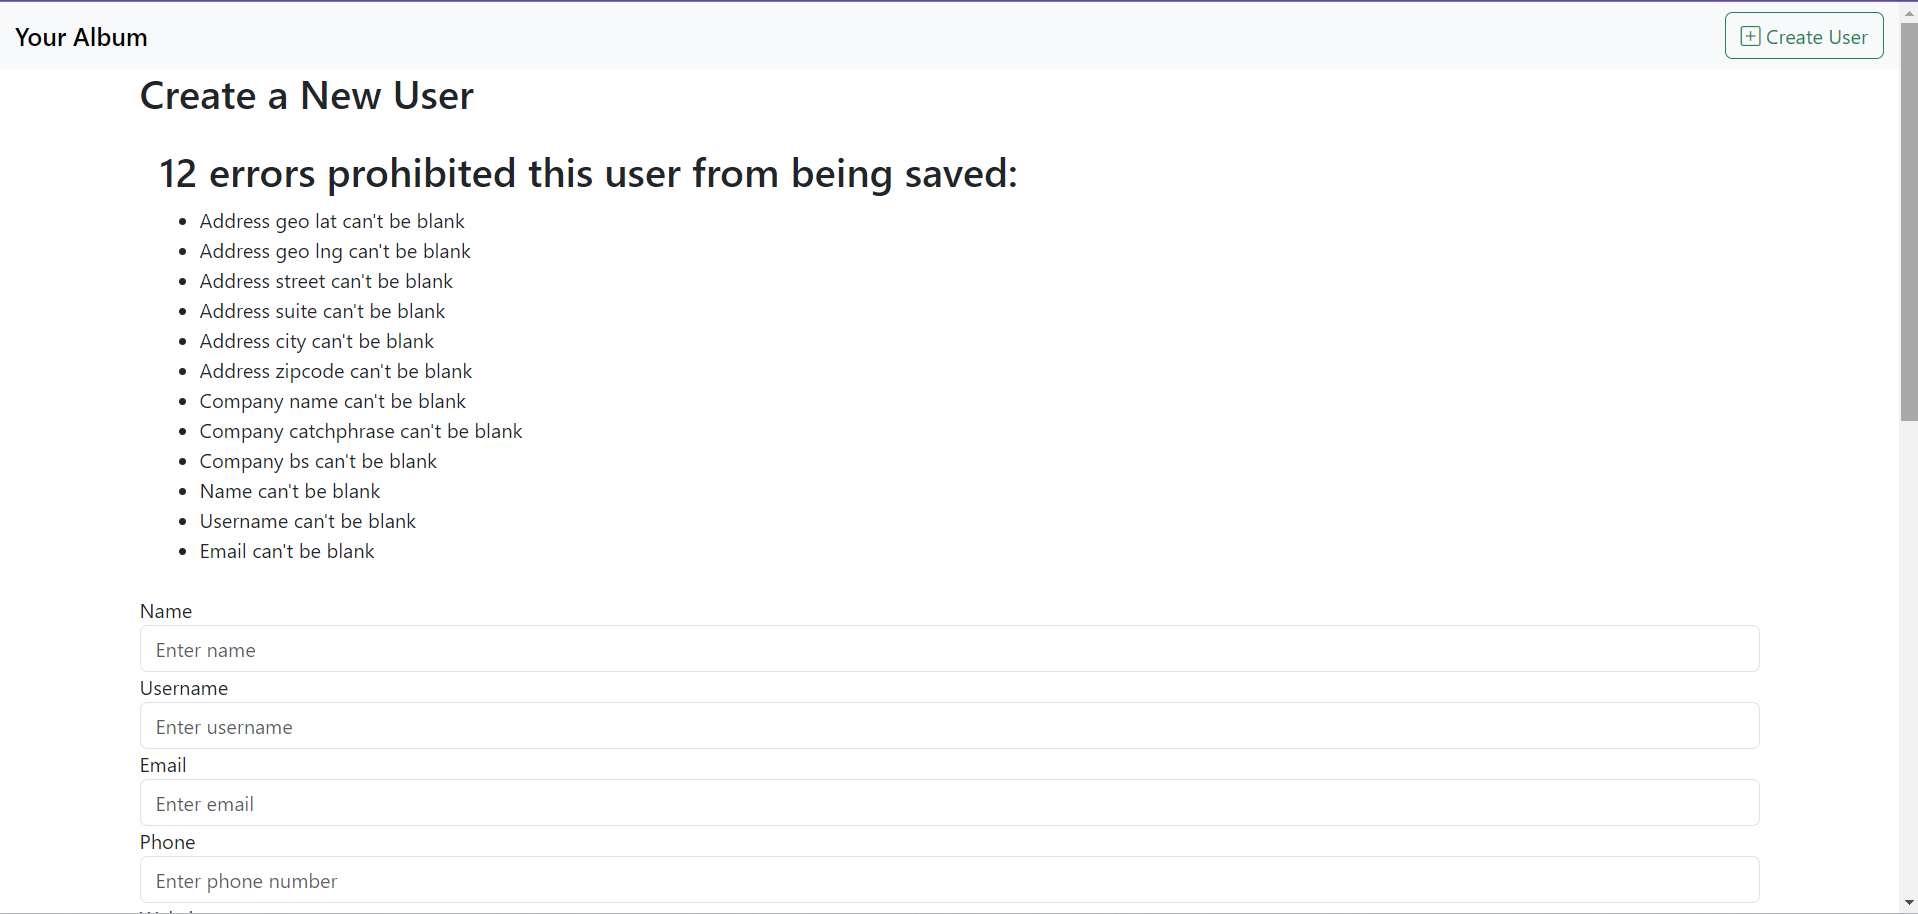 Your Album
Create User
Create a New User
12 errors prohibited this user from being saved:
Address geo lat can't be blank
Address geo lng can't be blank
Address street can't be blank
Address suite can't be blank
Address city can't be blank
Address zipcode can't be blank
Company name can't be blank
Company catchphrase can't be blank
Company bs can't be blank
Name can't be blank
Username can't be blank
Email can't be blank
Name
Enter name
Username
Enter username
Email
Enter email
Phone
Enter phone number